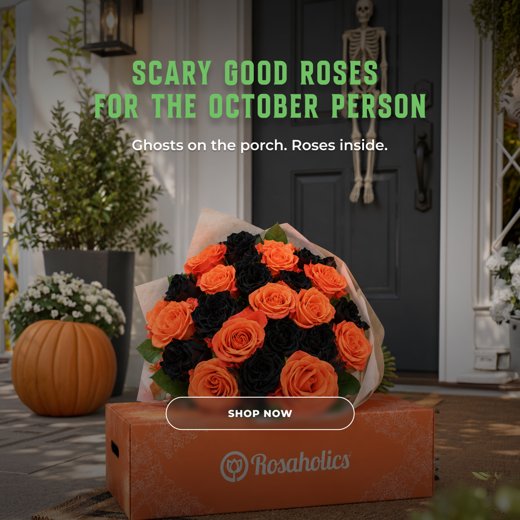 SCARY GOOD ROSES
FOR THE OCTOBER PERSON
Ghosts on the porch. Roses inside.
SHOP NOW
Rosaholics